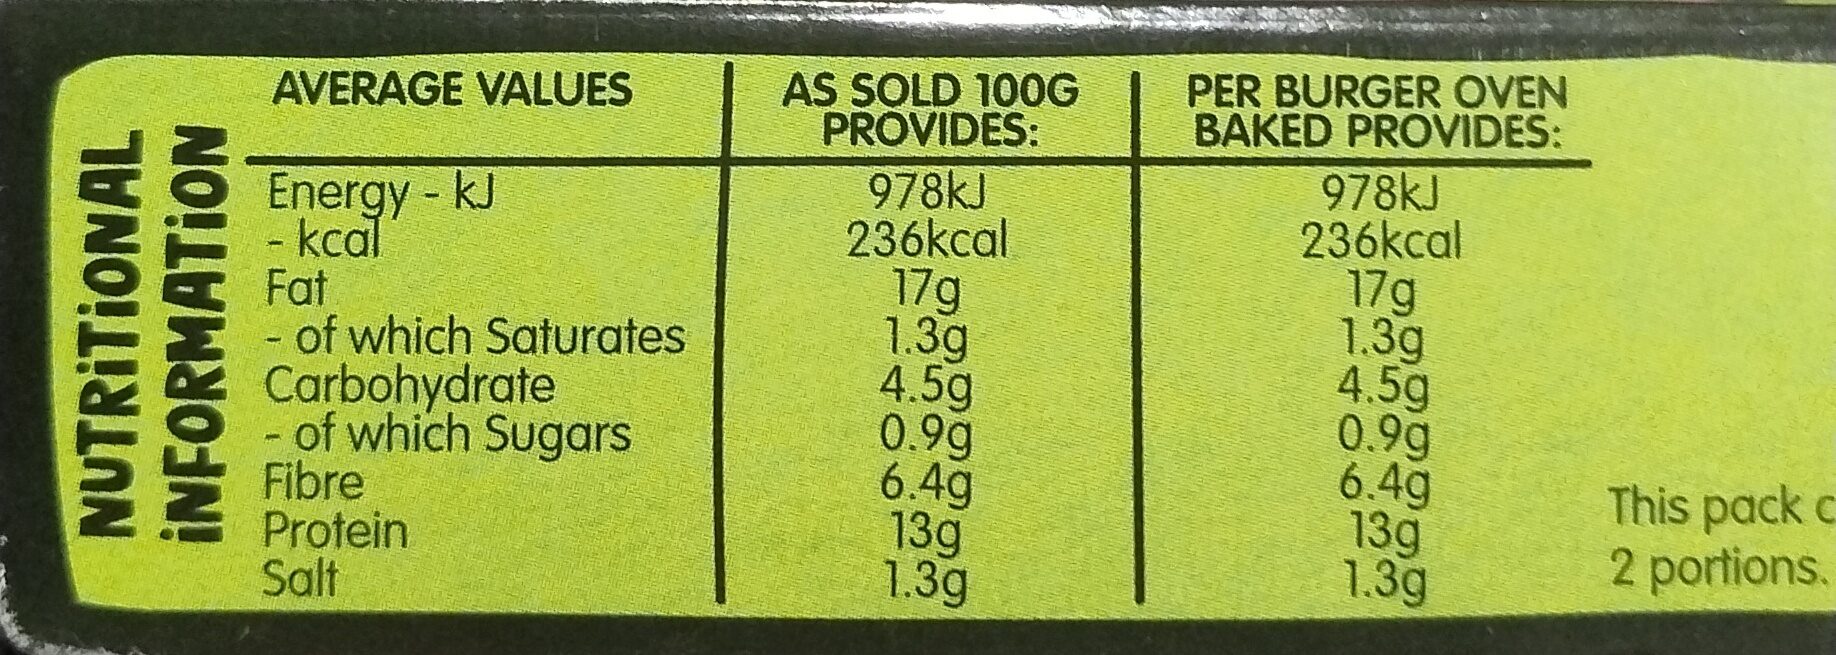 NUTRiTiONAL
iNFORMATiON
AVERAGE VALUES
AS SOLD 100G
PROVIDES:
PER BURGER OVEN
BAKED PROVIDES:
Energy - kJ 978kJ 978kJ
- kcal 236kcal 236kcal
Fat 17g 17g
- of which Saturates 1.3g 1.3g
Carbohydrate 4.5g 4.5g
- of which Sugars 0.9g 0.9g
Fibre 6.4g 6.4g
Protein 13g 13g
Salt 1.3g 1.3g
This pack
2 portions.